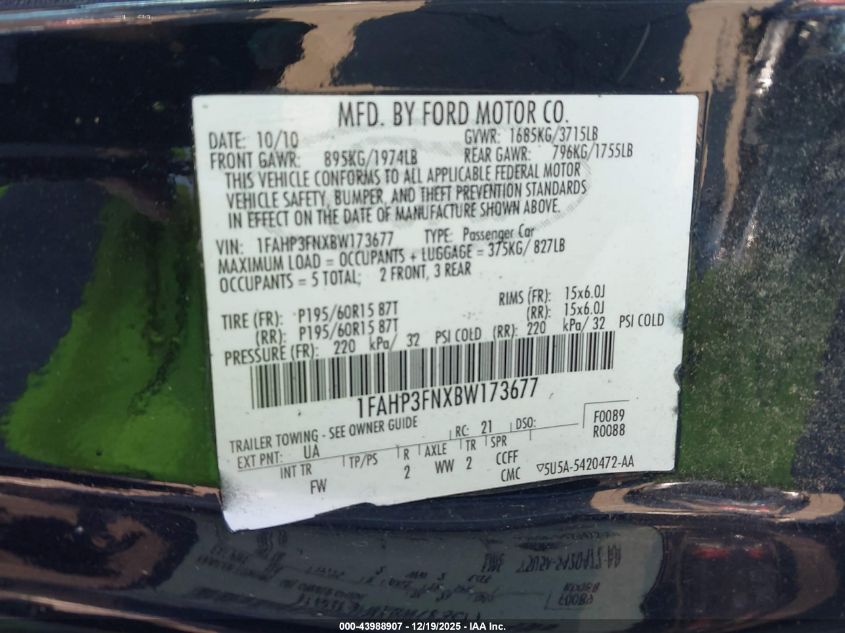 MFD. BY FORD MOTOR CO.
DATE: 10/10 GVWR: 1685KG/3715LB
FRONT GAWR: 895KG/1974LB REAR GAWR: 796KG/1755LB
THIS VEHICLE CONFORMS TO ALL APPLICABLE FEDERAL MOTOR
VEHICLE SAFETY, BUMPER, AND THEFT PREVENTION STANDARDS
IN EFFECT ON THE DATE OF MANUFACTURE SHOWN ABOVE.
VIN: 1FAHP3FNXBW173677 TYPE: Passenger Car
MAXIMUM LOAD = OCCUPANTS + LUGGAGE = 375KG/ 827LB
OCCUPANTS = 5 TOTAL; 2 FRONT, 3 REAR
TIRE (FR): P195/60R15 87T RIMS (FR): 15x6.0J
(RR): P195/60R15 87T (RR): 15x6.0J
PRESSURE (FR): 220 kPa/ 32 PSI COLD (RR): 220 kPa/ 32 PSI COLD
1FAHP3FNXBW173677
TRAILER TOWING - SEE OWNER GUIDE RC: 21 DSO: F0089
EXT PNT: UA R0088
INT TR TP/PS R AXLE TR SPR
FW 2 WW 2 CCFF
CMC 5U5A-5420472-AA
000-43988907 - 12/19/2025 - IAA Inc.